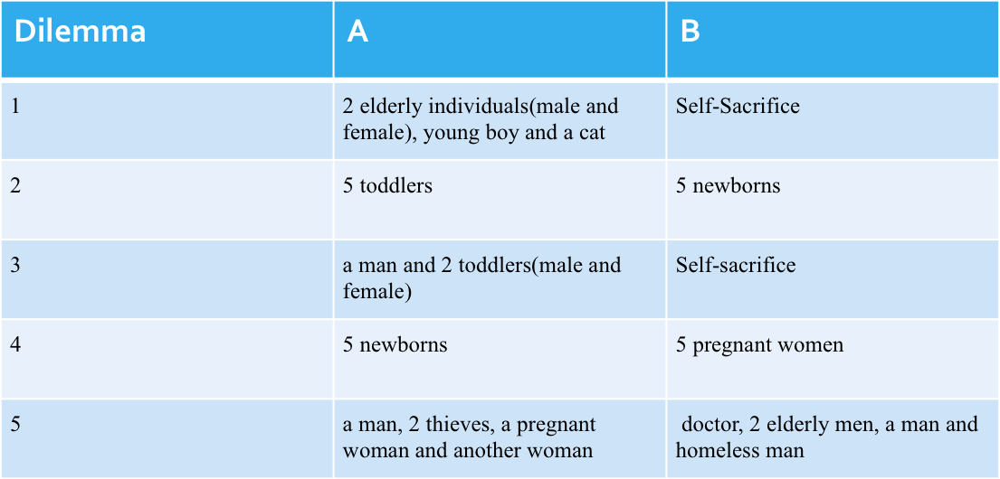 Dilemma A B
1 2 elderly individuals(male and female), young boy and a cat Self-Sacrifice
2 5 toddlers 5 newborns
3 a man and 2 toddlers(male and female) Self-sacrifice
4 5 newborns 5 pregnant women
5 a man, 2 thieves, a pregnant woman and another woman doctor, 2 elderly men, a man and homeless man